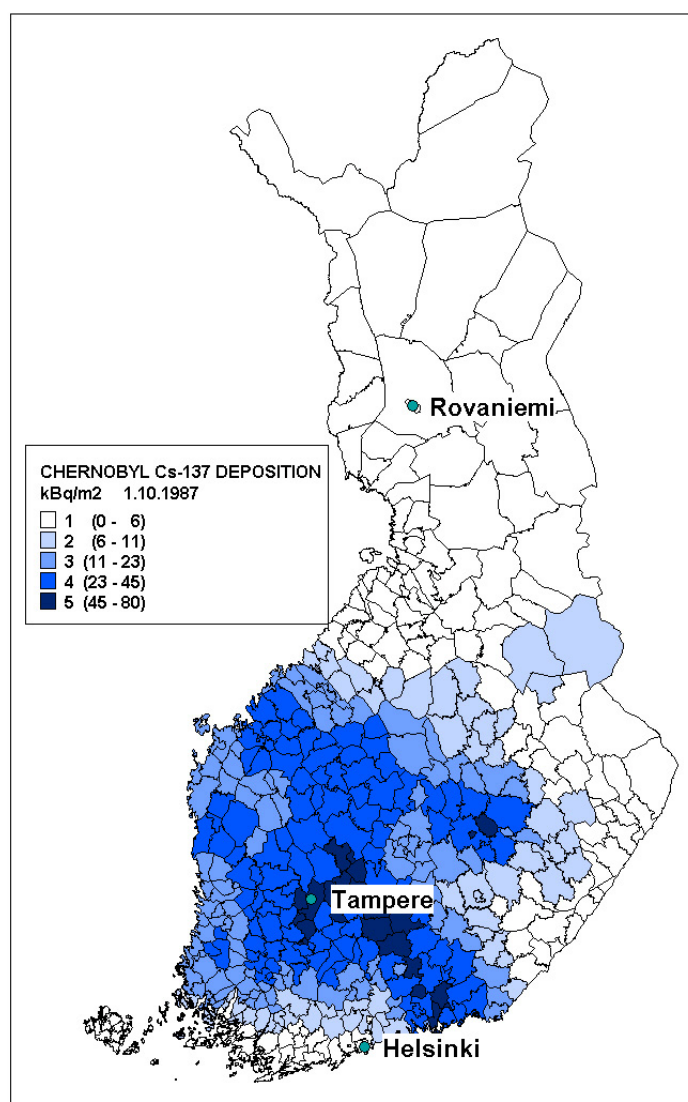 Rovaniemi
CHERNOBYL Cs-137 DEPOSITION
kBq/m2 1.10.1987
1 (0 - 6)
2 (6 - 11)
3 (11 - 23)
4 (23 - 45)
5 (45 - 80)
Tampere
Helsinki